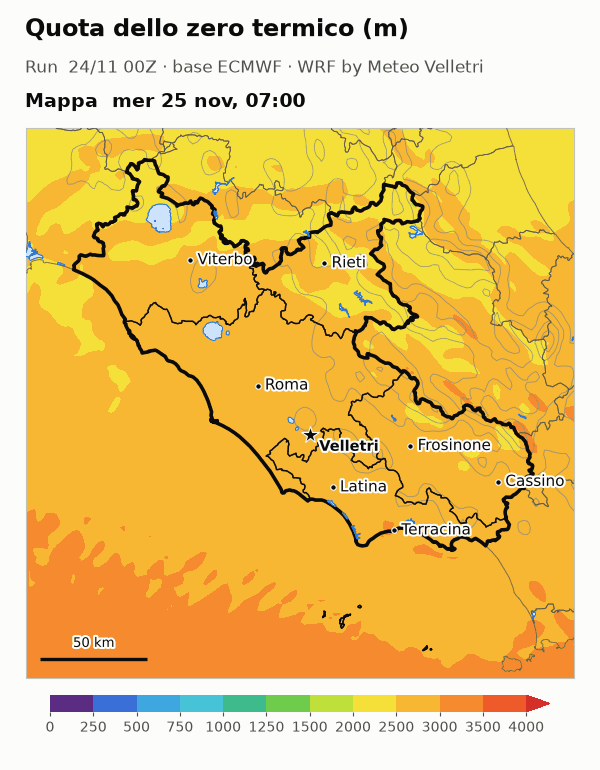 Quota dello zero termico (m)
Run  24/11 00Z · base ECMWF · WRF by Meteo Velletri
Mappa  mer 25 nov, 07:00
Viterbo
Rieti
Roma
Velletri
Frosinone
Latina
Cassino
Terracina
50 km
0 250 500 750 1000 1250 1500 2000 2500 3000 3500 4000